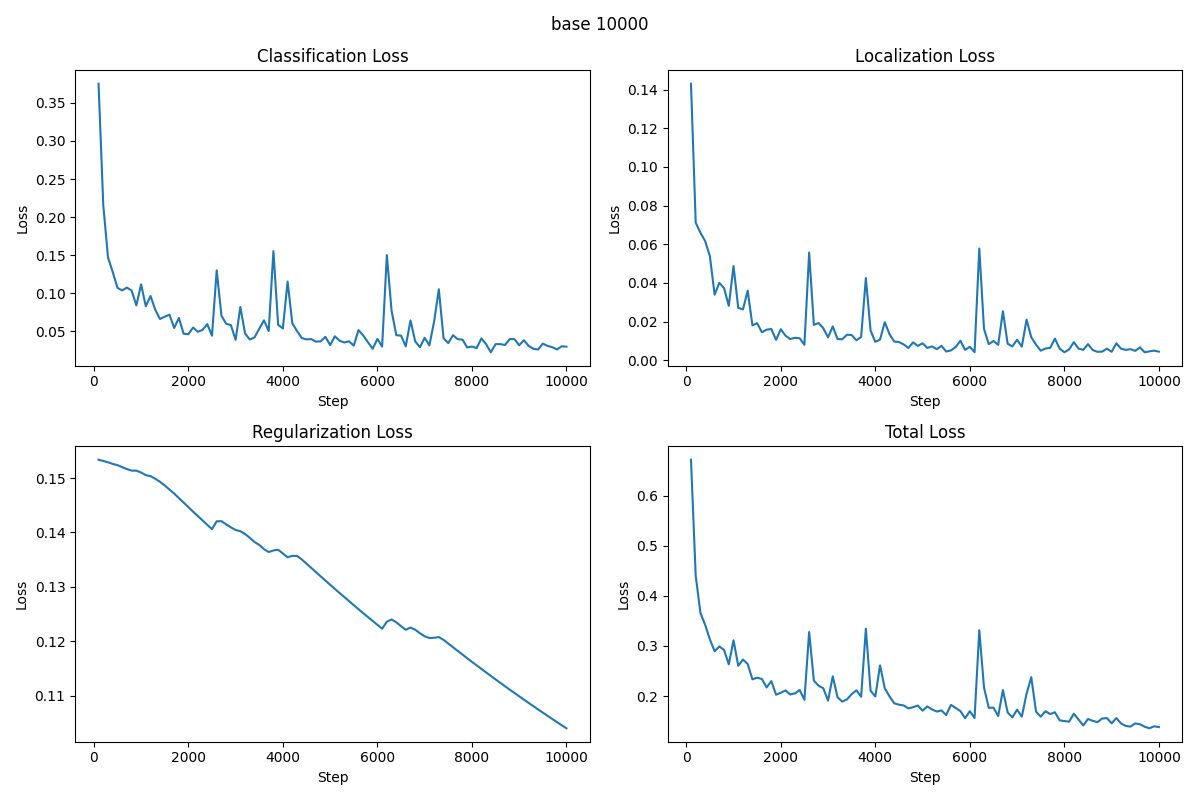 base 10000
Classification Loss
Localization Loss
0.35
0.30
0.25
0.20
0.15
0.10
0.05
Loss
0 2000 4000 6000 8000 10000
Step
0.14
0.12
0.10
0.08
0.06
0.04
0.02
0.00
Loss
0 2000 4000 6000 8000 10000
Step
Regularization Loss
Total Loss
0.15
0.14
0.13
0.12
0.11
Loss
0 2000 4000 6000 8000 10000
Step
0.6
0.5
0.4
0.3
0.2
Loss
0 2000 4000 6000 8000 10000
Step